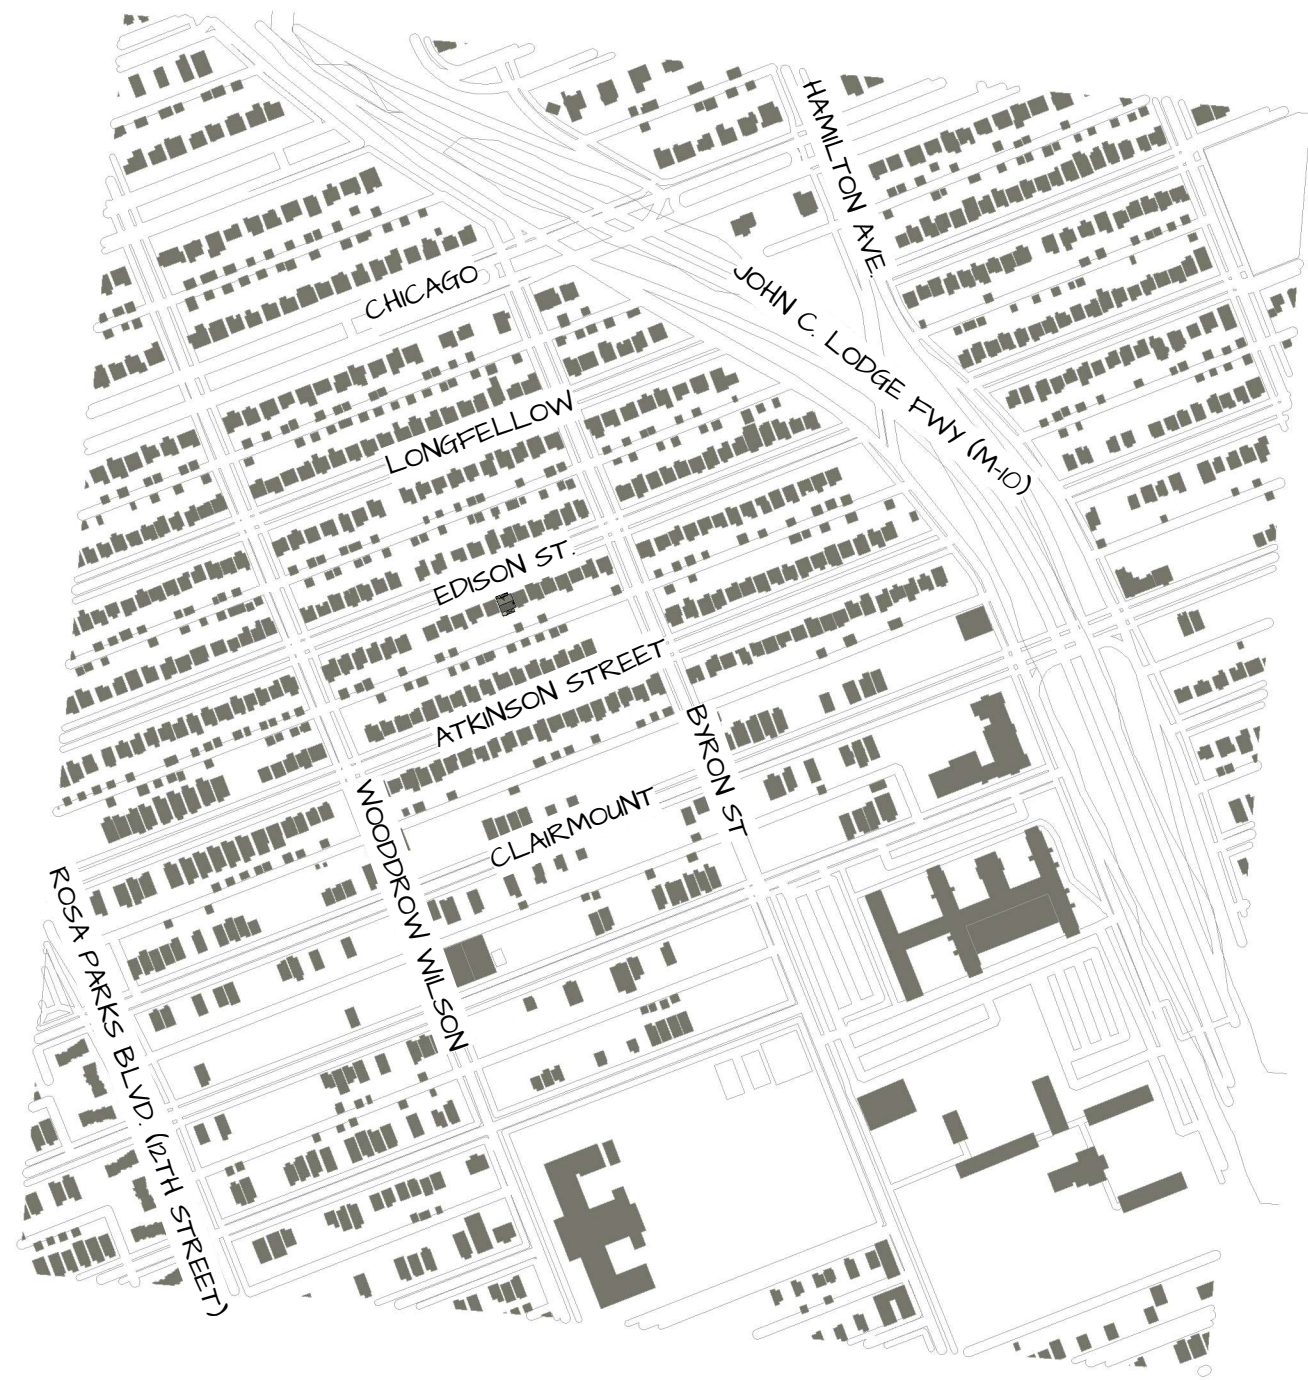 HAMILTON AVE.
JOHN C. LODGE FWY (M-10)
CHICAGO
LONGFELLOW
EDISON ST.
ATKINSON STREET
BYRON ST
CLAIRMOUNT
WOODDROW WILSON
ROSA PARKS BLVD. (12TH STREET)